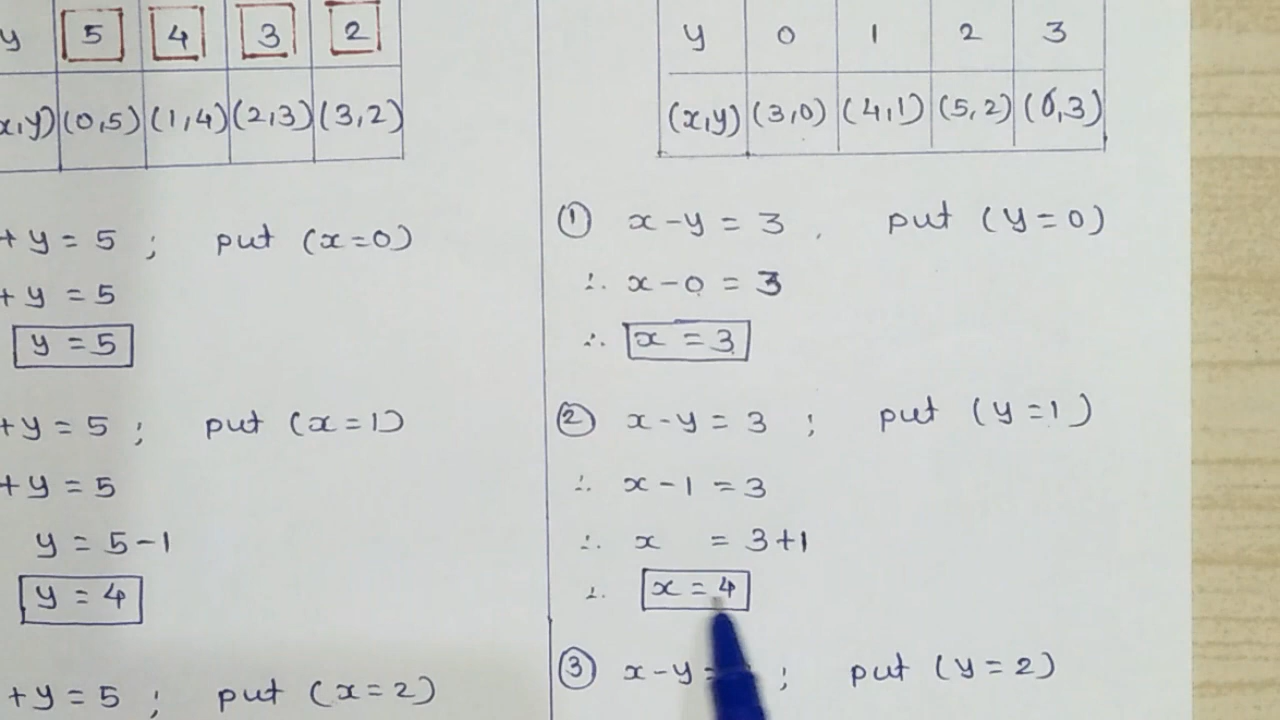 y 5 4 3 2
x,y) (0,5) (1,4) (2,3) (3,2)
+ y = 5 ; put (x=0)
+ y = 5
y = 5
+ y = 5 ; put (x=1)
+ y = 5
y = 5-1
y = 4
+ y = 5 ; put (x=2)
y 0 1 2 3
(x,y) (3,0) (4,1) (5,2) (6,3)
① x-y = 3 , put (y=0)
∴ x-0 = 3
∴ x = 3
② x-y = 3 ; put (y=1)
∴ x-1 = 3
∴ x = 3+1
∴ x = 4
③ x-y = ; put (y=2)